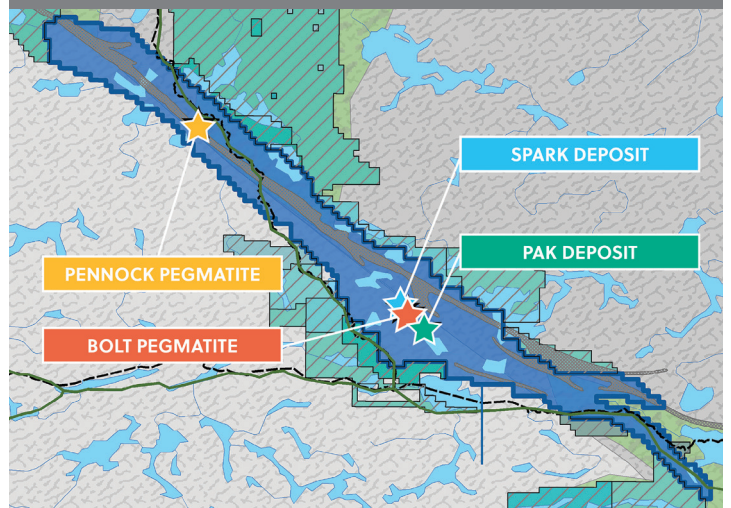 SPARK DEPOSIT
PAK DEPOSIT
PENNOCK PEGMATITE
BOLT PEGMATITE